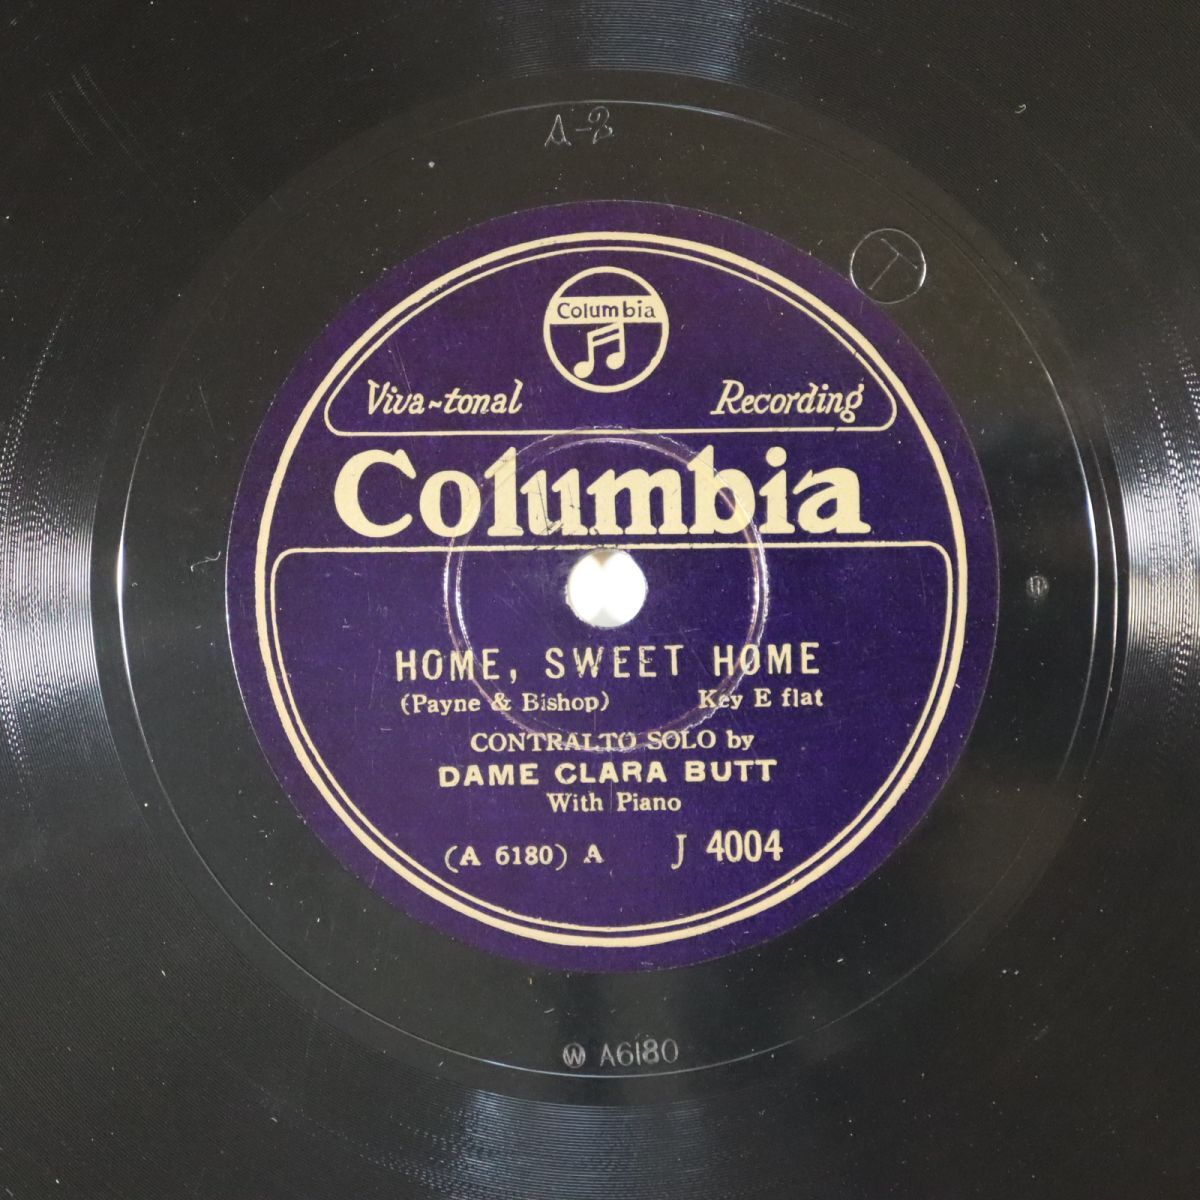 A-2
T
Columbia
Viva-tonal Recording
Columbia
HOME, SWEET HOME
(Payne & Bishop) Key E flat
CONTRALTO SOLO by
DAME CLARA BUTT
With Piano
(A 6180) A J 4004
Ⓦ A6180